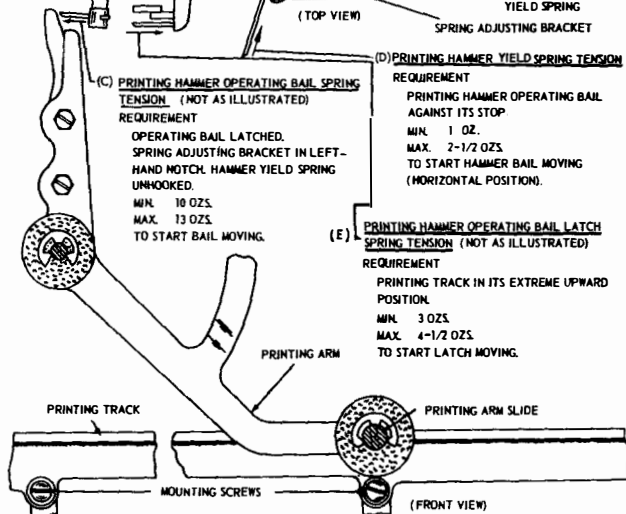 YIELD SPRING
(TOP VIEW)
SPRING ADJUSTING BRACKET
(C) PRINTING HAMMER OPERATING BAIL SPRING
TENSION (NOT AS ILLUSTRATED)
REQUIREMENT
OPERATING BAIL LATCHED.
SPRING ADJUSTING BRACKET IN LEFT-
HAND NOTCH. HAMMER YIELD SPRING
UNHOOKED.
MIN. 10 OZS.
MAX. 13 OZS.
TO START BAIL MOVING.
(D) PRINTING HAMMER YIELD SPRING TENSION
REQUIREMENT
PRINTING HAMMER OPERATING BAIL
AGAINST ITS STOP
MIN. 1 OZ.
MAX. 2-1/2 OZS.
TO START HAMMER BAIL MOVING
(HORIZONTAL POSITION).
(E) PRINTING HAMMER OPERATING BAIL LATCH
SPRING TENSION (NOT AS ILLUSTRATED)
REQUIREMENT
PRINTING TRACK IN ITS EXTREME UPWARD
POSITION.
MIN. 3 OZS.
MAX. 4-1/2 OZS.
TO START LATCH MOVING.
PRINTING ARM
PRINTING TRACK
PRINTING ARM SLIDE
MOUNTING SCREWS
(FRONT VIEW)